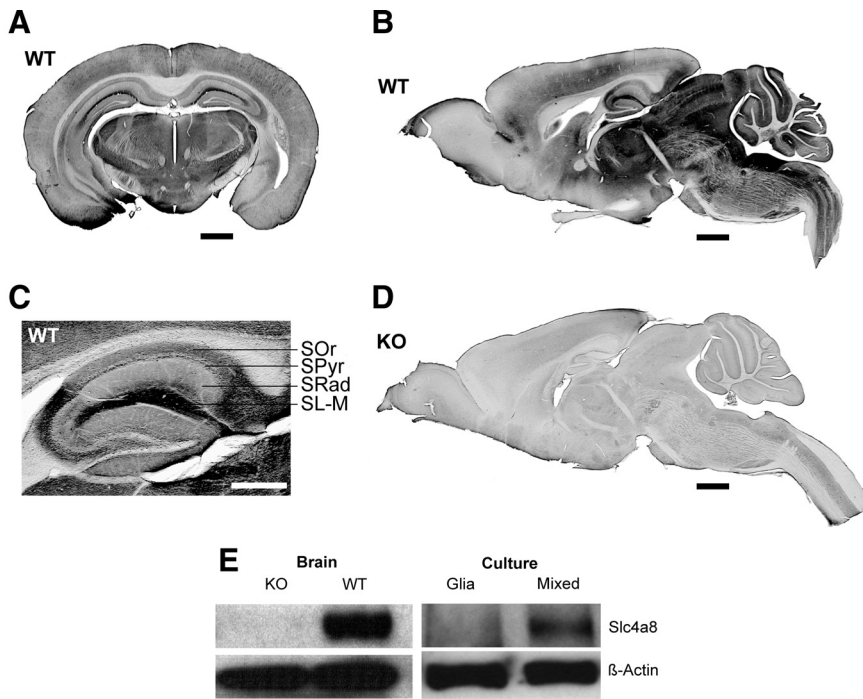 A
WT
B
WT
C
WT
SOr
SPyr
SRad
SL-M
D
KO
E
Brain
Culture
KO
WT
Glia
Mixed
Slc4a8
ß-Actin